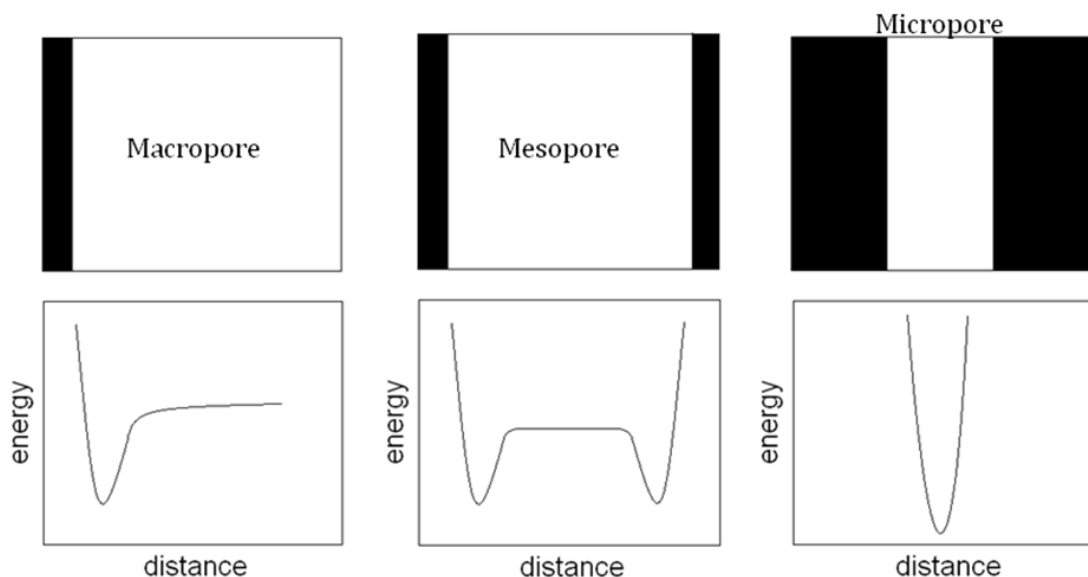 Macropore
Mesopore
Micropore
energy
distance
energy
distance
energy
distance